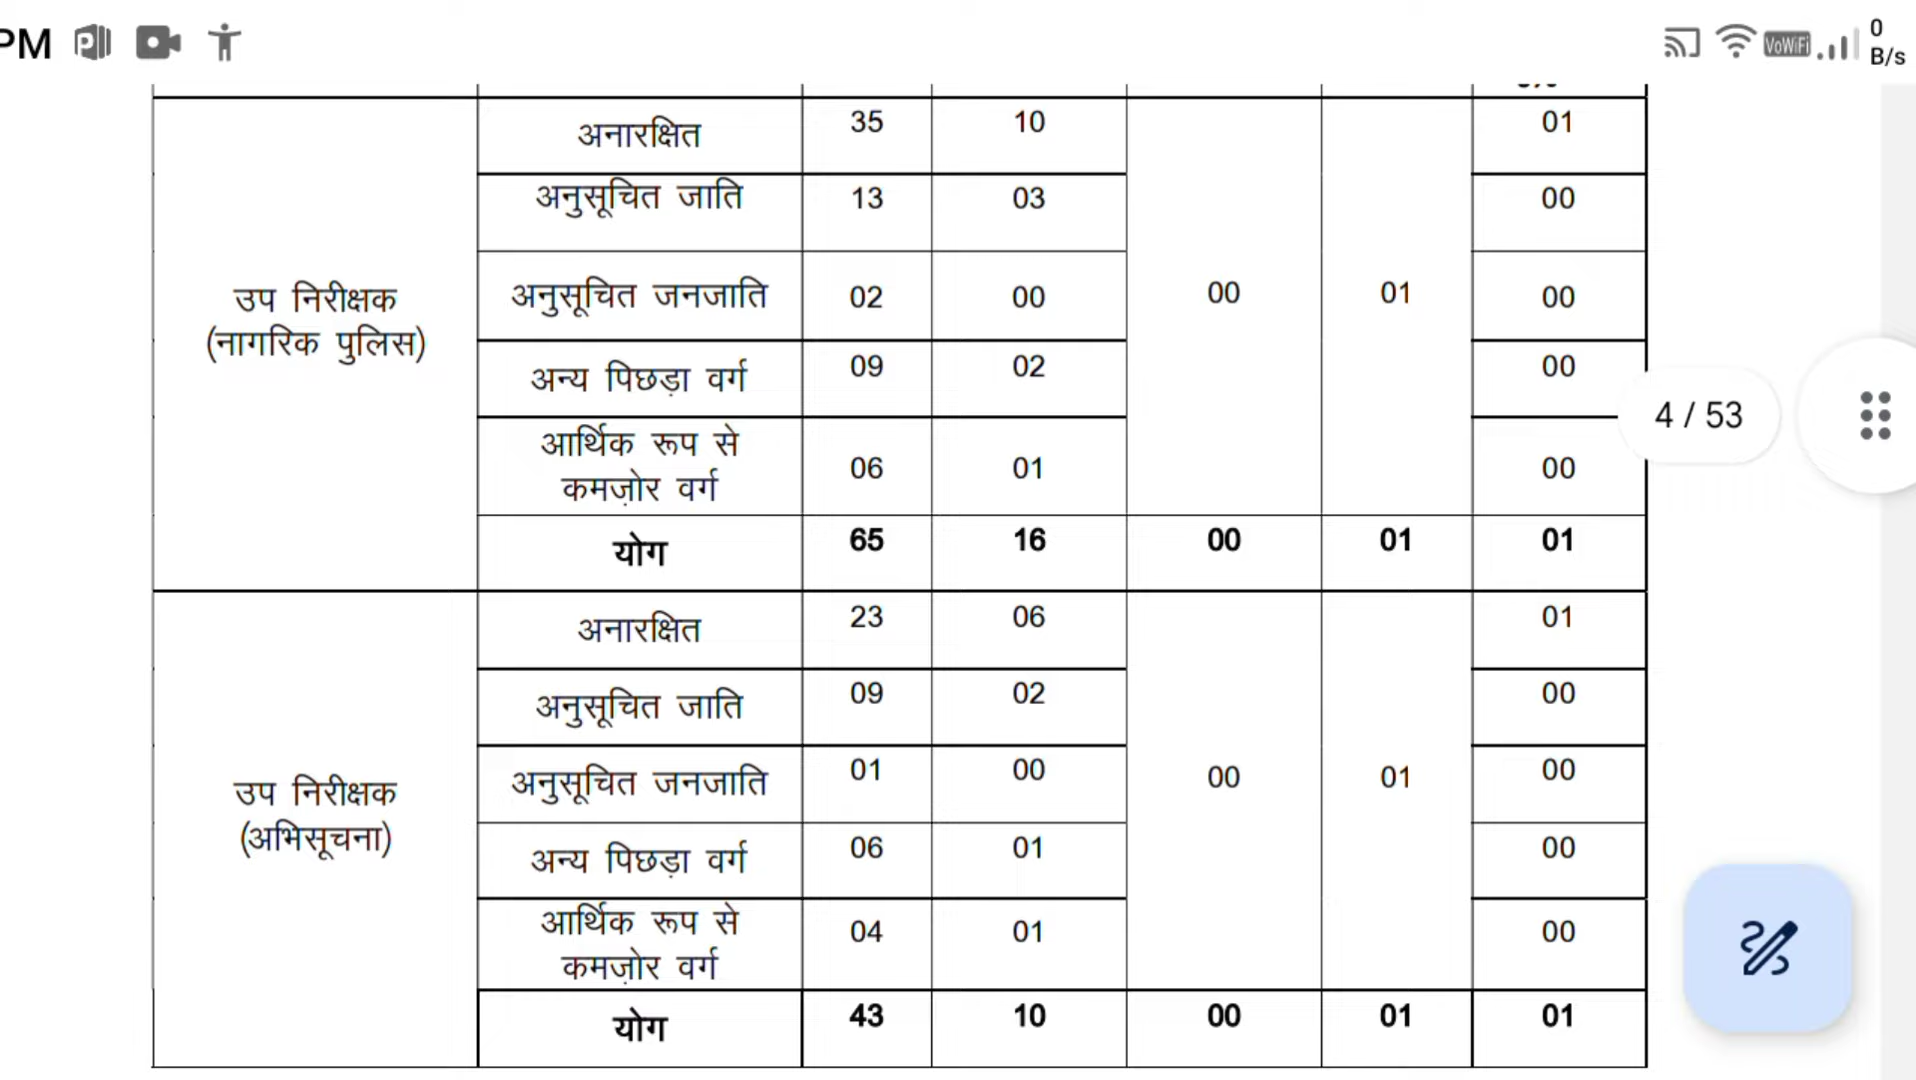 PM VoWiFi 0
B/s
अनारक्षित 35 10 01
अनुसूचित जाति 13 03 00
उप निरीक्षक
(नागरिक पुलिस)
अनुसूचित जनजाति 02 00 00 01 00
अन्य पिछड़ा वर्ग 09 02 00
4 / 53
आर्थिक रूप से
कमज़ोर वर्ग 06 01 00
योग 65 16 00 01 01
अनारक्षित 23 06 01
अनुसूचित जाति 09 02 00
उप निरीक्षक
(अभिसूचना)
अनुसूचित जनजाति 01 00 00 01 00
अन्य पिछड़ा वर्ग 06 01 00
आर्थिक रूप से
कमज़ोर वर्ग 04 01 00
योग 43 10 00 01 01